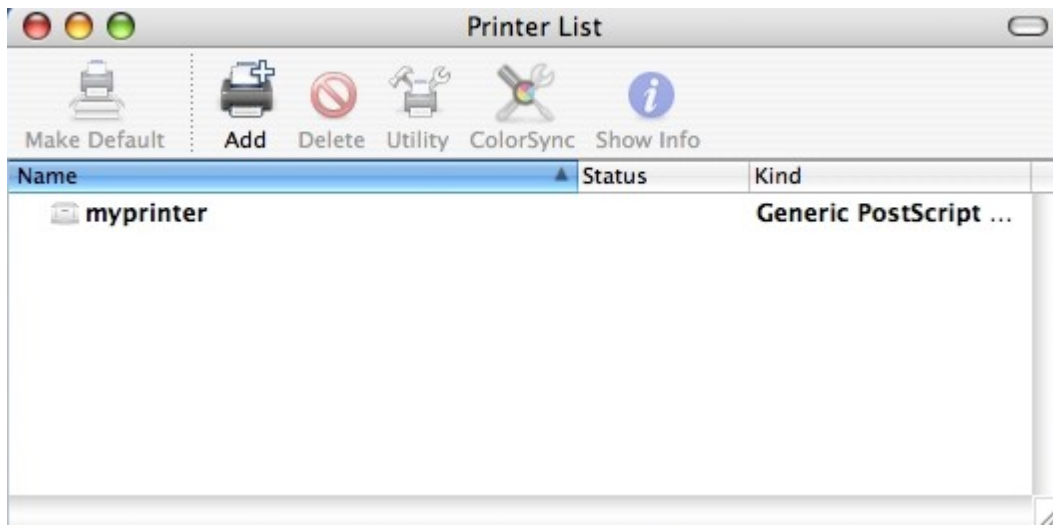 Printer List
Make Default Add Delete Utility ColorSync Show Info
Name Status Kind
myprinter Generic PostScript ...